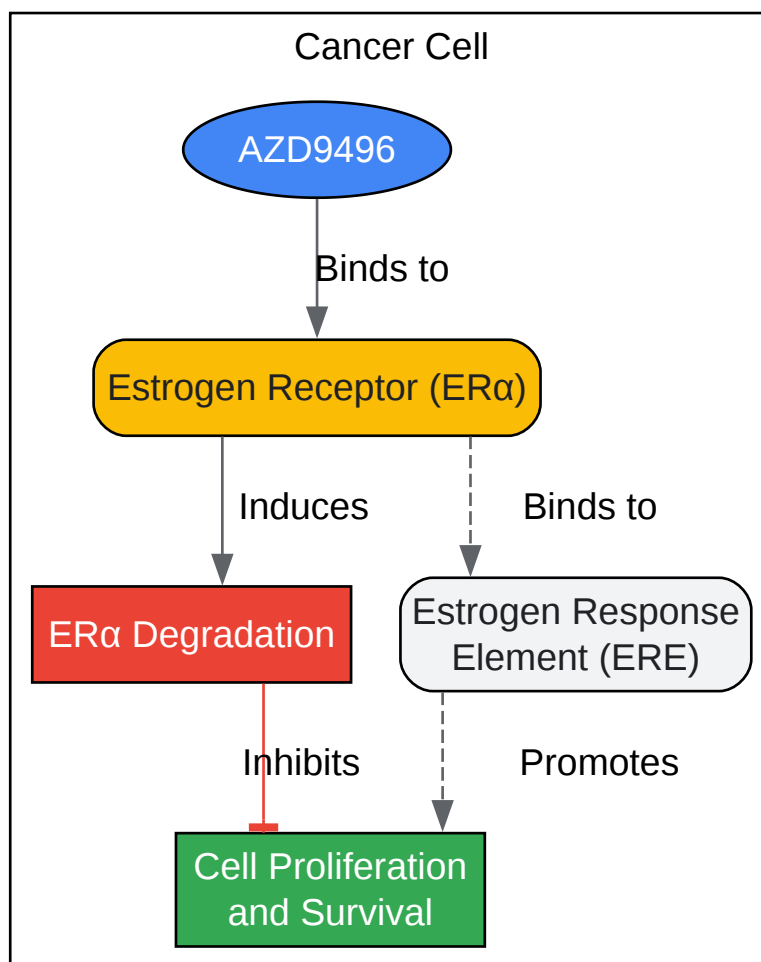 Cancer Cell
AZD9496
Binds to
Estrogen Receptor (ERα)
Induces
Binds to
ERα Degradation
Estrogen Response
Element (ERE)
Inhibits
Promotes
Cell Proliferation
and Survival